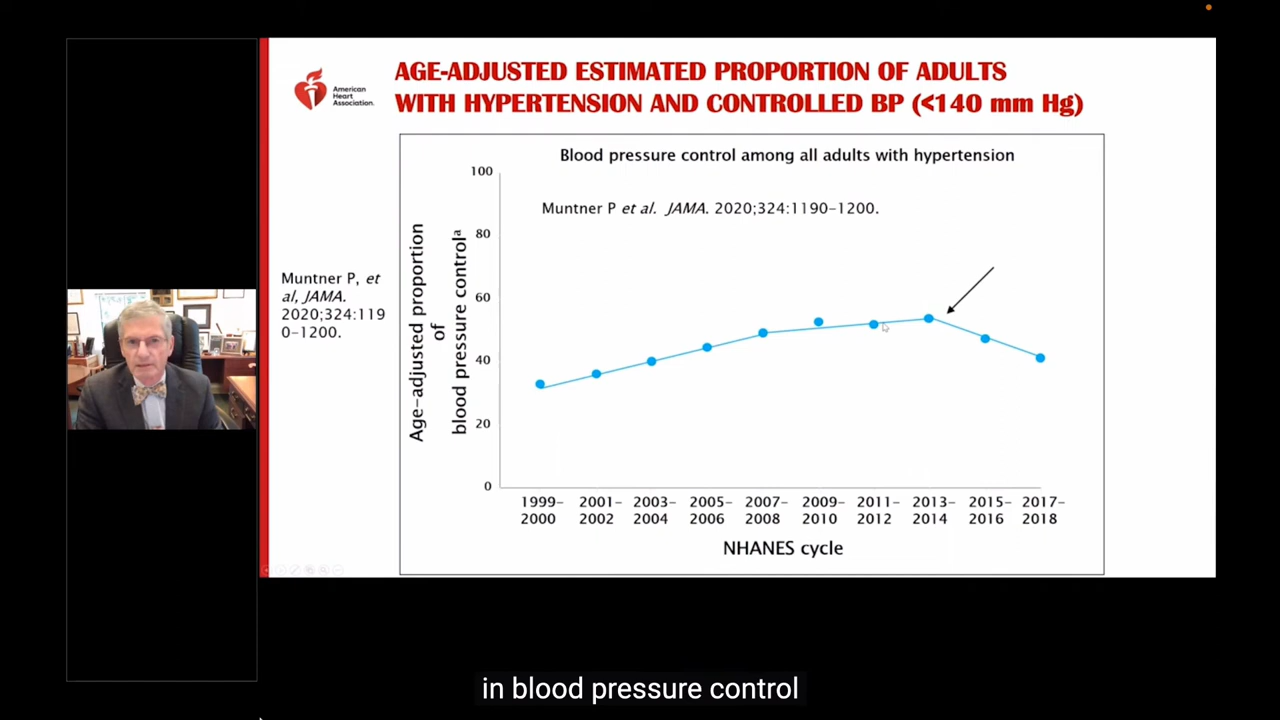 AGE-ADJUSTED ESTIMATED PROPORTION OF ADULTS
WITH HYPERTENSION AND CONTROLLED BP (<140 mm Hg)
American
Heart
Association.
Blood pressure control among all adults with hypertension
Muntner P et al. JAMA. 2020;324:1190-1200.
Muntner P, et
al, JAMA.
2020;324:119
0-1200.
Age-adjusted proportion
of
blood pressure controlᵃ
100
80
60
40
20
0
1999-
2000
2001-
2002
2003-
2004
2005-
2006
2007-
2008
2009-
2010
2011-
2012
2013-
2014
2015-
2016
2017-
2018
NHANES cycle
in blood pressure control